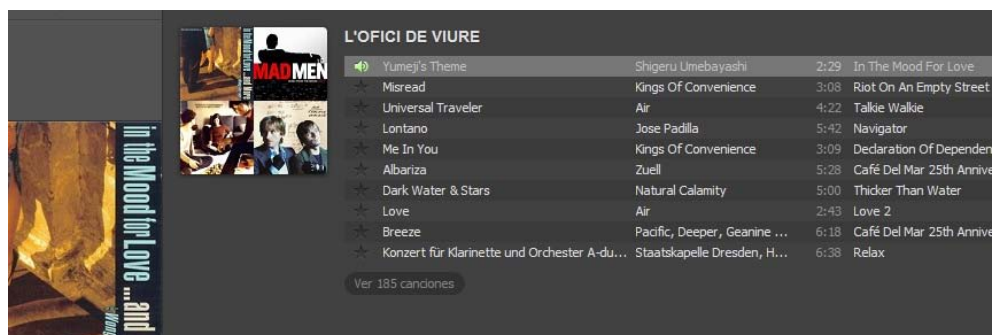 L'OFICI DE VIURE
Yumeji's Theme Shigeru Umebayashi 2:29 In The Mood For Love
Misread Kings Of Convenience 3:08 Riot On An Empty Street
Universal Traveler Air 4:22 Talkie Walkie
Lontano Jose Padilla 5:42 Navigator
Me In You Kings Of Convenience 3:09 Declaration Of Dependen
Albariza Zuell 5:28 Café Del Mar 25th Annive
Dark Water & Stars Natural Calamity 5:00 Thicker Than Water
Love Air 2:43 Love 2
Breeze Pacific, Deeper, Geanine ... 6:18 Café Del Mar 25th Annive
Konzert für Klarinette und Orchester A-du... Staatskapelle Dresden, H... 6:38 Relax
Ver 185 canciones
MAD MEN
in the Mood for Love ...and
Wong